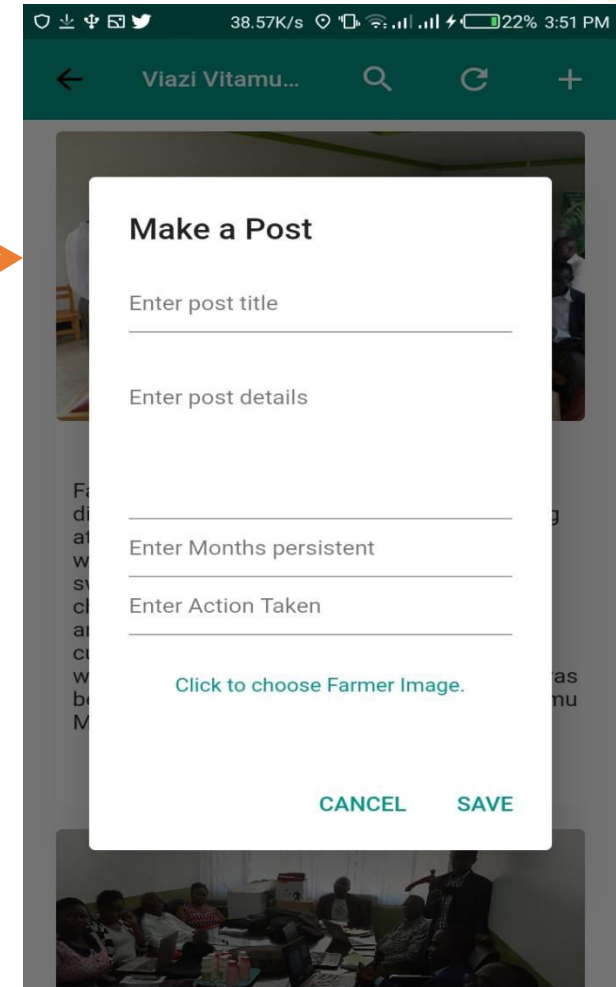 38.57K/s 22% 3:51 PM
Viazi Vitamu...
Make a Post
Enter post title
Enter post details
Enter Months persistent
Enter Action Taken
Click to choose Farmer Image.
CANCEL SAVE